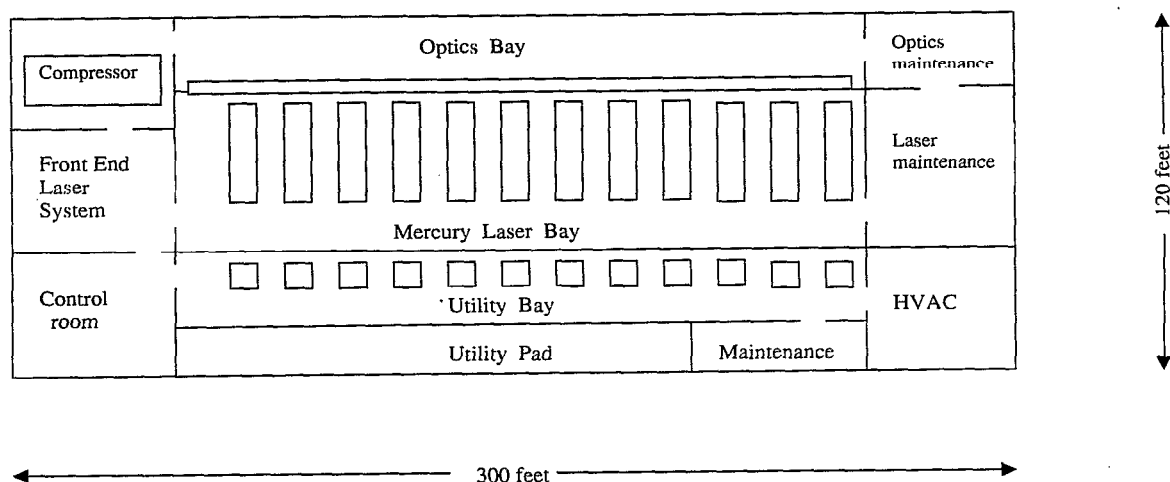 Optics Bay
Optics
maintenance
Compressor
Front End
Laser
System
Laser
maintenance
Mercury Laser Bay
Control
room
Utility Bay
HVAC
Utility Pad
Maintenance
120 feet
300 feet